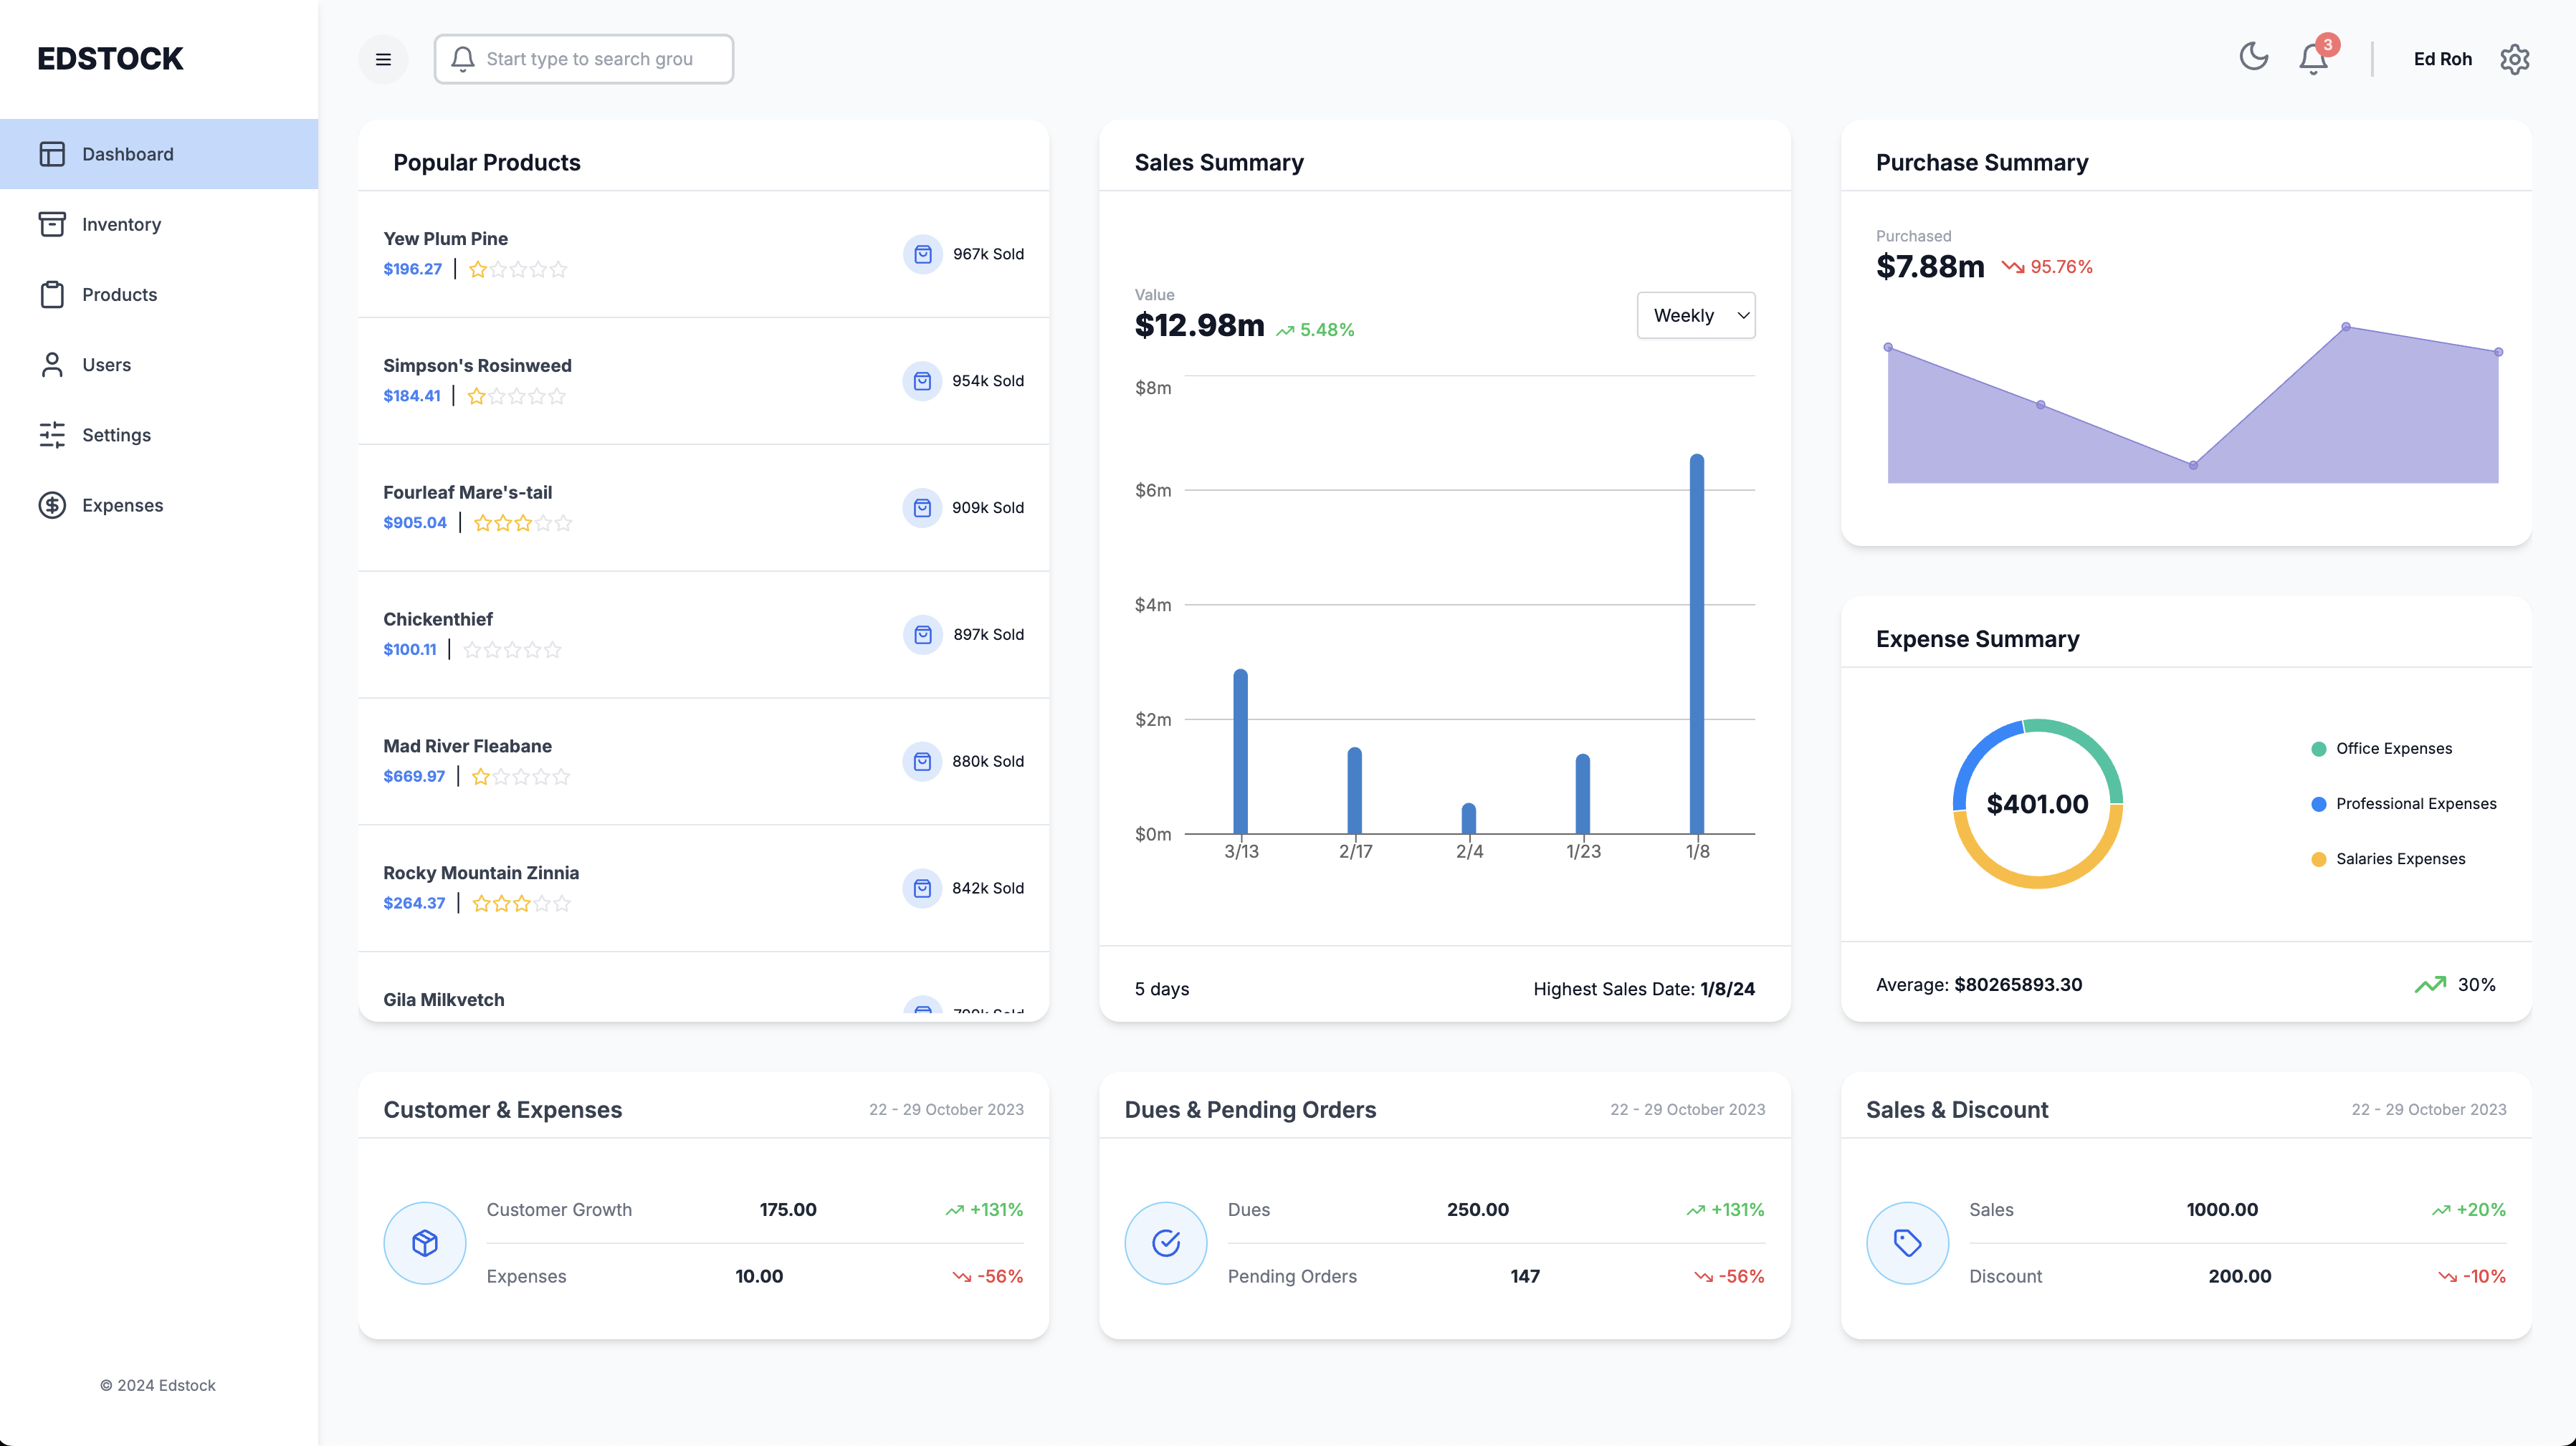 EDSTOCK
Dashboard
Inventory
Products
Users
Settings
Expenses
© 2024 Edstock
Start type to search grou
3
Ed Roh
Popular Products
Yew Plum Pine
$196.27
967k Sold
Simpson's Rosinweed
$184.41
954k Sold
Fourleaf Mare's-tail
$905.04
909k Sold
Chickenthief
$100.11
897k Sold
Mad River Fleabane
$669.97
880k Sold
Rocky Mountain Zinnia
$264.37
842k Sold
Gila Milkvetch
Sales Summary
Value
$12.98m 5.48%
Weekly
$8m
$6m
$4m
$2m
$0m
3/13 2/17 2/4 1/23 1/8
5 days
Highest Sales Date: 1/8/24
Purchase Summary
Purchased
$7.88m 95.76%
Expense Summary
$401.00
Office Expenses
Professional Expenses
Salaries Expenses
Average: $80265893.30
30%
Customer & Expenses
22 - 29 October 2023
Customer Growth 175.00 +131%
Expenses 10.00 -56%
Dues & Pending Orders
22 - 29 October 2023
Dues 250.00 +131%
Pending Orders 147 -56%
Sales & Discount
22 - 29 October 2023
Sales 1000.00 +20%
Discount 200.00 -10%